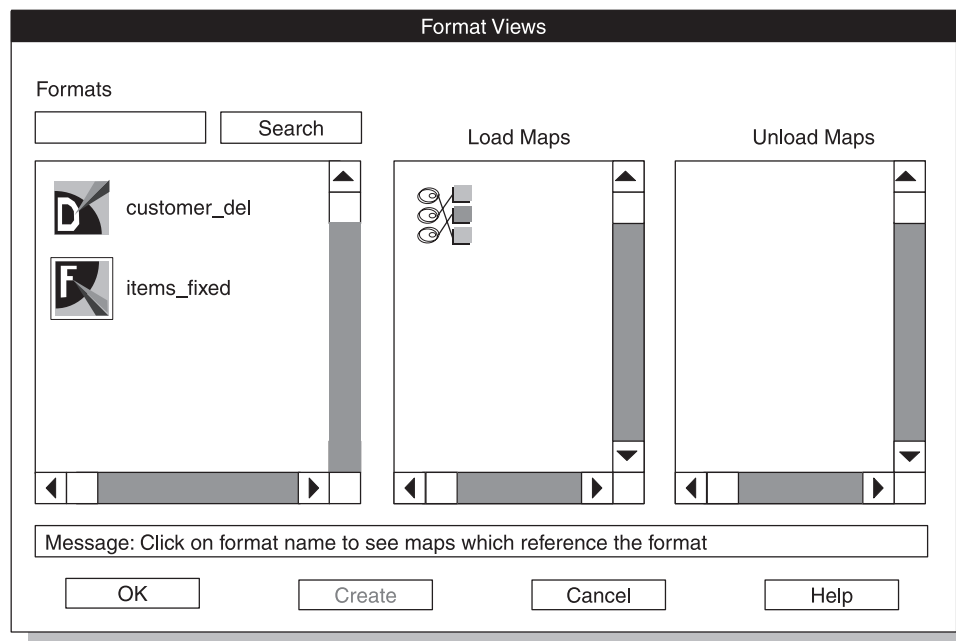 Format Views
Formats
Search
Load Maps
Unload Maps
D
customer_del
F
items_fixed
Message: Click on format name to see maps which reference the format
OK
Create
Cancel
Help